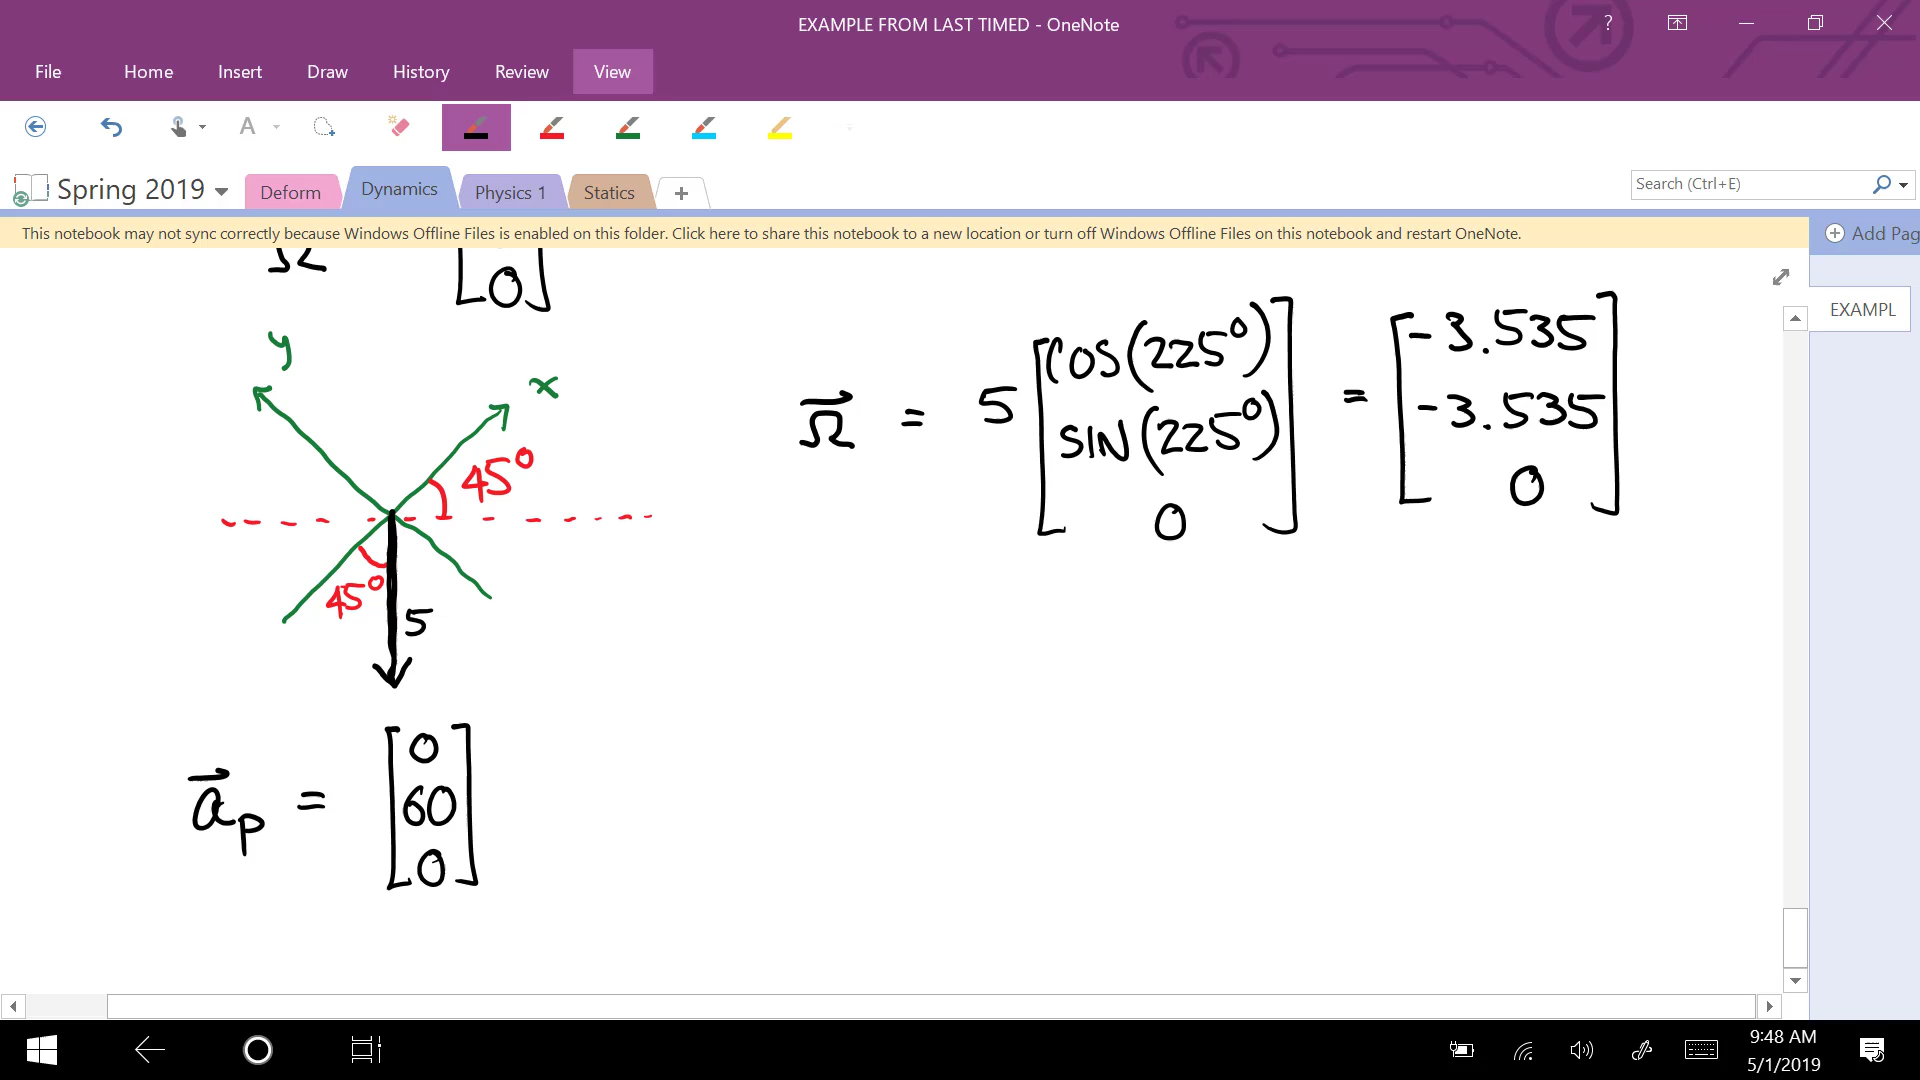 EXAMPLE FROM LAST TIMED - OneNote
?
File Home Insert Draw History Review View
A
Spring 2019 Deform Dynamics Physics 1 Statics +
Search (Ctrl+E)
This notebook may not sync correctly because Windows Offline Files is enabled on this folder. Click here to share this notebook to a new location or turn off Windows Offline Files on this notebook and restart OneNote.
Add Pag
EXAMPL
0
y
x
45°
45°
5
Ω = 5 [COS(225°) SIN(225°) 0] = [-3.535 -3.535 0]
a_p = [0 60 0]
9:48 AM
5/1/2019